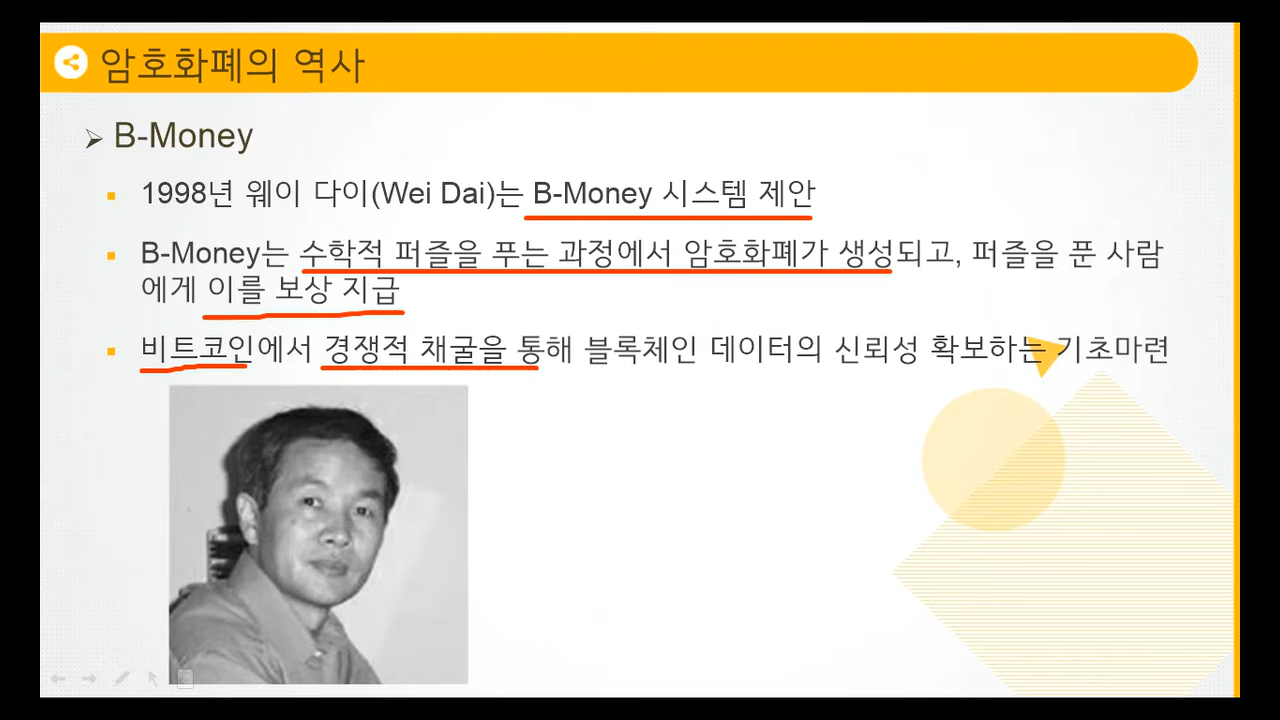 암호화폐의 역사
B-Money
1998년 웨이 다이(Wei Dai)는 B-Money 시스템 제안
B-Money는 수학적 퍼즐을 푸는 과정에서 암호화폐가 생성되고, 퍼즐을 푼 사람
에게 이를 보상 지급
비트코인에서 경쟁적 채굴을 통해 블록체인 데이터의 신뢰성 확보하는 기초마련